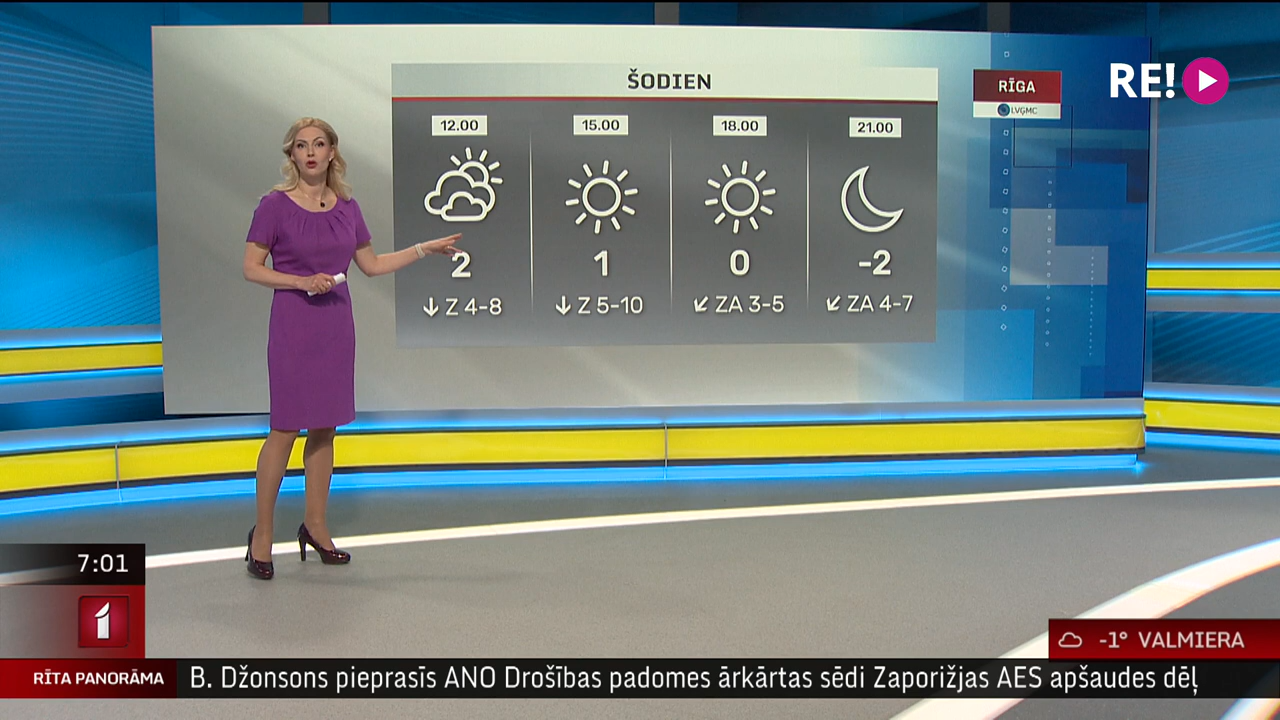 RE!
ŠODIEN
RĪGA
LVĢMC
12.00 15.00 18.00 21.00
2 1 0 -2
Z 4-8 Z 5-10 ZA 3-5 ZA 4-7
7:01
1
-1° VALMIERA
RĪTA PANORĀMA
B. Džonsons pieprasīs ANO Drošības padomes ārkārtas sēdi Zaporižjas AES apšaudes dēļ